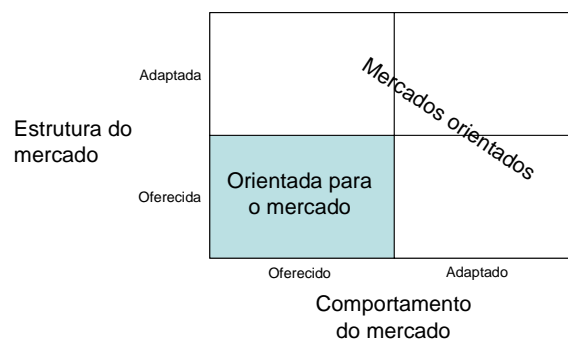 Adaptada
Mercados orientados
Estrutura do
mercado
Orientada para
o mercado
Oferecida
Oferecido
Adaptado
Comportamento
do mercado